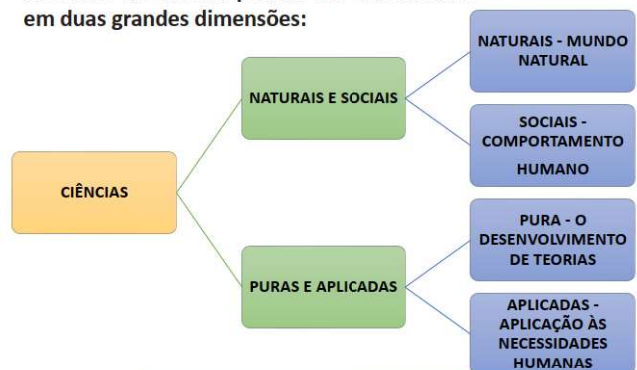 em duas grandes dimensões:
CIÊNCIAS
NATURAIS E SOCIAIS
NATURAIS - MUNDO
NATURAL
SOCIAIS -
COMPORTAMENTO
HUMANO
PURAS E APLICADAS
PURA - O
DESENVOLVIMENTO
DE TEORIAS
APLICADAS -
APLICAÇÃO ÀS
NECESSIDADES
HUMANAS